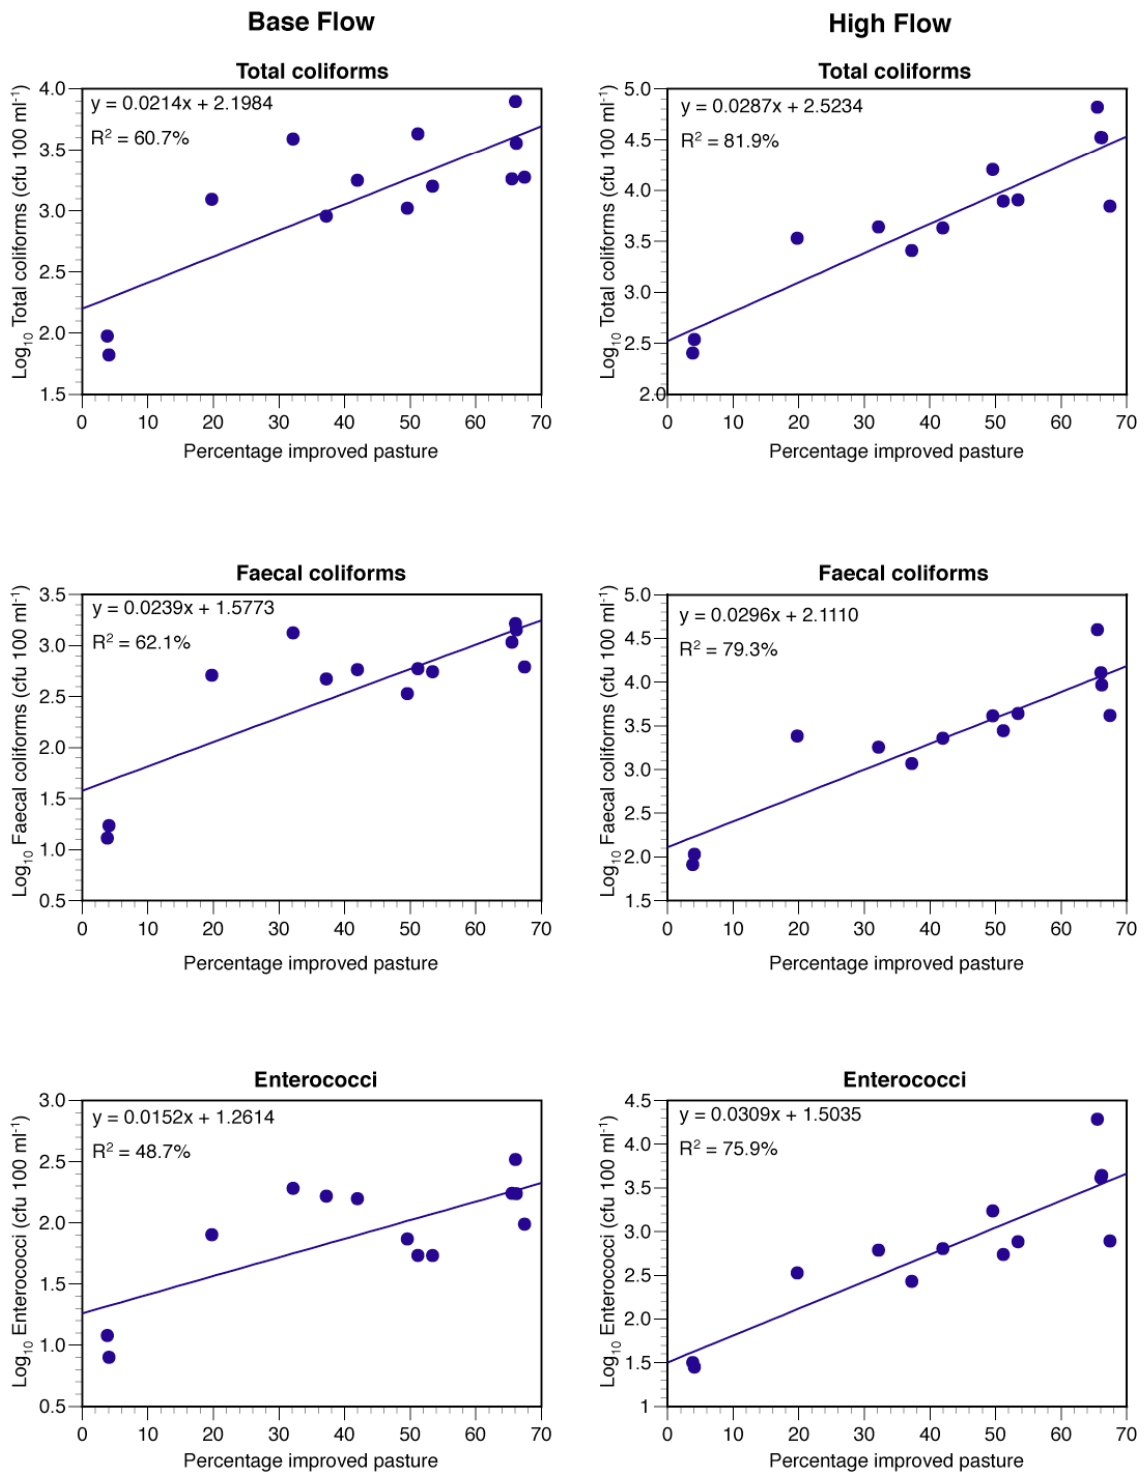 Base Flow
High Flow
Total coliforms
Total coliforms
y = 0.0214x + 2.1984
R² = 60.7%
Log₁₀ Total coliforms (cfu 100 ml⁻¹)
4.0
3.5
3.0
2.5
2.0
1.5
0 10 20 30 40 50 60 70
Percentage improved pasture
y = 0.0287x + 2.5234
R² = 81.9%
Log₁₀ Total coliforms (cfu 100 ml⁻¹)
5.0
4.5
4.0
3.5
3.0
2.5
2.0
0 10 20 30 40 50 60 70
Percentage improved pasture
Faecal coliforms
Faecal coliforms
y = 0.0239x + 1.5773
R² = 62.1%
Log₁₀ Faecal coliforms (cfu 100 ml⁻¹)
3.5
3.0
2.5
2.0
1.5
1.0
0.5
0 10 20 30 40 50 60 70
Percentage improved pasture
y = 0.0296x + 2.1110
R² = 79.3%
Log₁₀ Faecal coliforms (cfu 100 ml⁻¹)
5.0
4.5
4.0
3.5
3.0
2.5
2.0
1.5
0 10 20 30 40 50 60 70
Percentage improved pasture
Enterococci
Enterococci
y = 0.0152x + 1.2614
R² = 48.7%
Log₁₀ Enterococci (cfu 100 ml⁻¹)
3.0
2.5
2.0
1.5
1.0
0.5
0 10 20 30 40 50 60 70
Percentage improved pasture
y = 0.0309x + 1.5035
R² = 75.9%
Log₁₀ Enterococci (cfu 100 ml⁻¹)
4.5
4.0
3.5
3.0
2.5
2.0
1.5
1
0 10 20 30 40 50 60 70
Percentage improved pasture